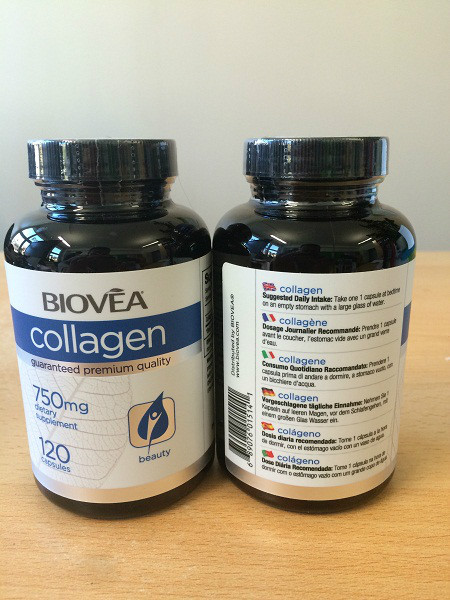 BIOVĒA®
collagen
guaranteed premium quality
750mg
dietary
supplement
120
capsules
beauty
Distributed by BIOVEA®
www.biovea.com
collagen
Suggested Daily Intake: Take one 1 capsule at bedtime
on an empty stomach with a large glass of water.
collagène
Dosage Journalier Recommandé: Prendre 1 capsule
avant le coucher, l'estomac vide avec un grand verre
d'eau.
collagene
Consumo Quotidiano Raccomandato: Prendere 1
capsula prima di andare a dormire, a stomaco vuoto, con
un bicchiere d'acqua.
collagen
Vorgeschlagene tägliche Einnahme: Nehmen Sie 1
Kapseln auf leeren Magen, vor dem Schlafengehen, mit
einem großen Glas Wasser ein.
colágeno
Dosis diaria recomendada: Tome 1 cápsula a la hora
de dormir, con el estómago vacío con un vaso de agua.
colágeno
Dose Diária Recomendada: Tome 1 cápsula na hora de
dormir com o estômago vazio com um grande copo de água.